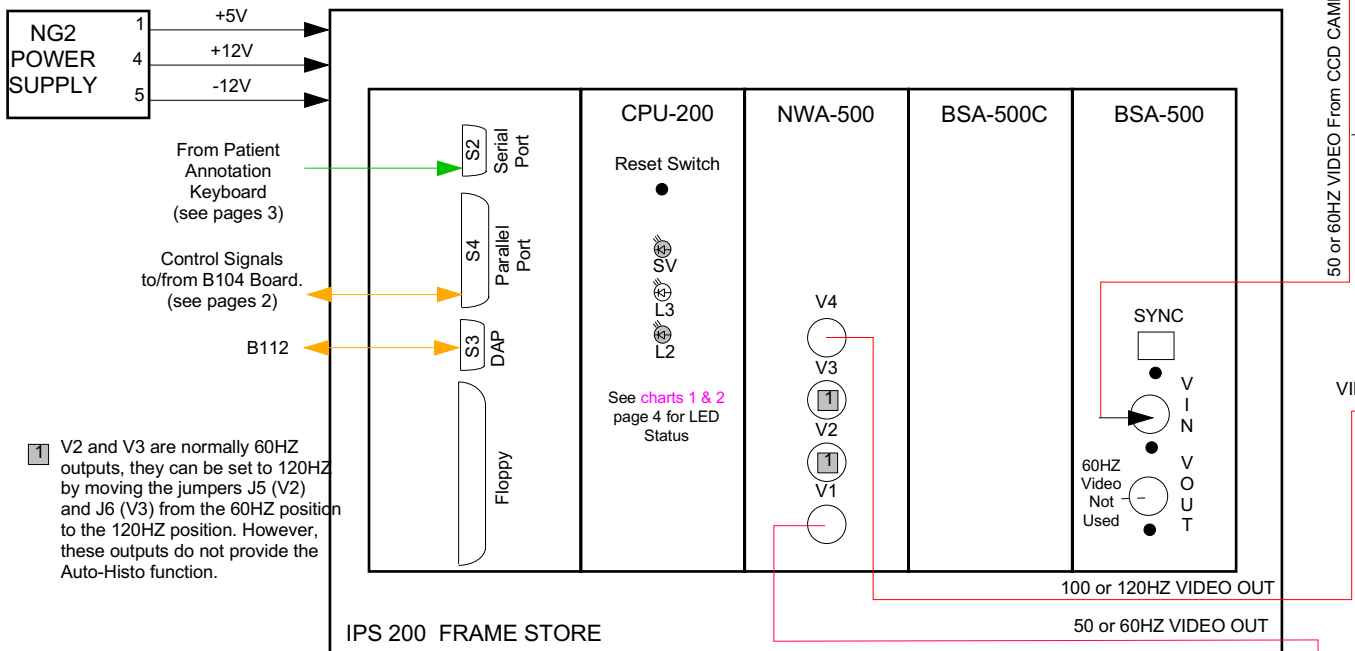 NG2
POWER
SUPPLY
1
4
5
+5V
+12V
-12V
From Patient
Annotation
Keyboard
(see pages 3)
Control Signals
to/from B104 Board.
(see pages 2)
B112
1
V2 and V3 are normally 60HZ
outputs, they can be set to 120HZ
by moving the jumpers J5 (V2)
and J6 (V3) from the 60HZ position
to the 120HZ position. However,
these outputs do not provide the
Auto-Histo function.
S2
Serial
Port
S4
Parallel
Port
S3
DAP
Floppy
CPU-200
Reset Switch
SV
L3
L2
See charts 1 & 2
page 4 for LED
Status
NWA-500
V4
V3
1
V2
1
V1
BSA-500C
BSA-500
SYNC
V
I
N
60HZ
Video
Not
Used
V
O
U
T
50 or 60HZ VIDEO From CCD CAM
VI
100 or 120HZ VIDEO OUT
50 or 60HZ VIDEO OUT
IPS 200 FRAME STORE